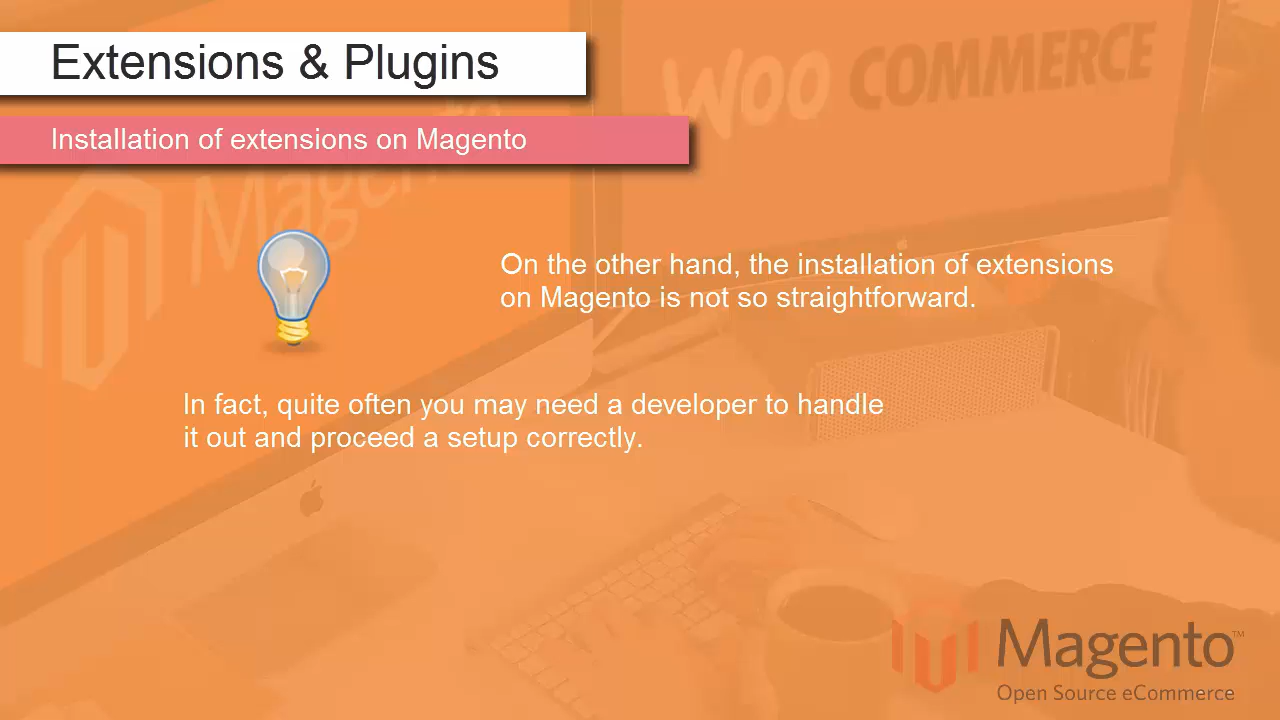 Extensions & Plugins
WOO COMMERCE
Installation of extensions on Magento
Magento
On the other hand, the installation of extensions
on Magento is not so straightforward.
In fact, quite often you may need a developer to handle
it out and proceed a setup correctly.
Magento™
Open Source eCommerce